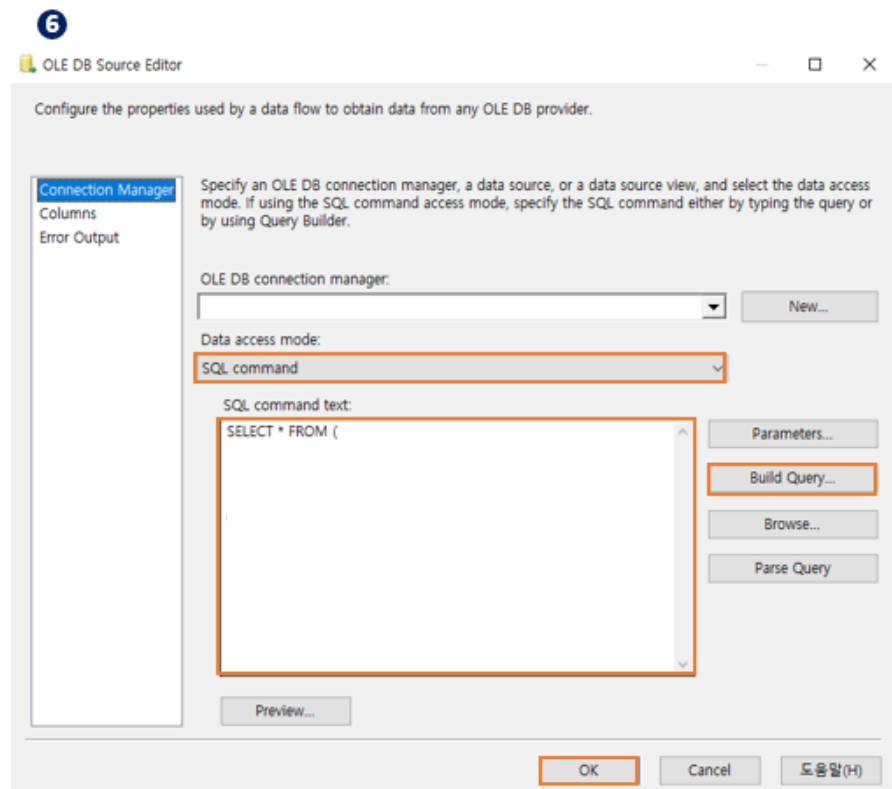 6
OLE DB Source Editor
Configure the properties used by a data flow to obtain data from any OLE DB provider.
Connection Manager
Columns
Error Output
Specify an OLE DB connection manager, a data source, or a data source view, and select the data access
mode. If using the SQL command access mode, specify the SQL command either by typing the query or
by using Query Builder.
OLE DB connection manager:
New...
Data access mode:
SQL command
SQL command text:
SELECT * FROM (
Parameters...
Build Query...
Browse...
Parse Query
Preview...
OK
Cancel
도움말(H)